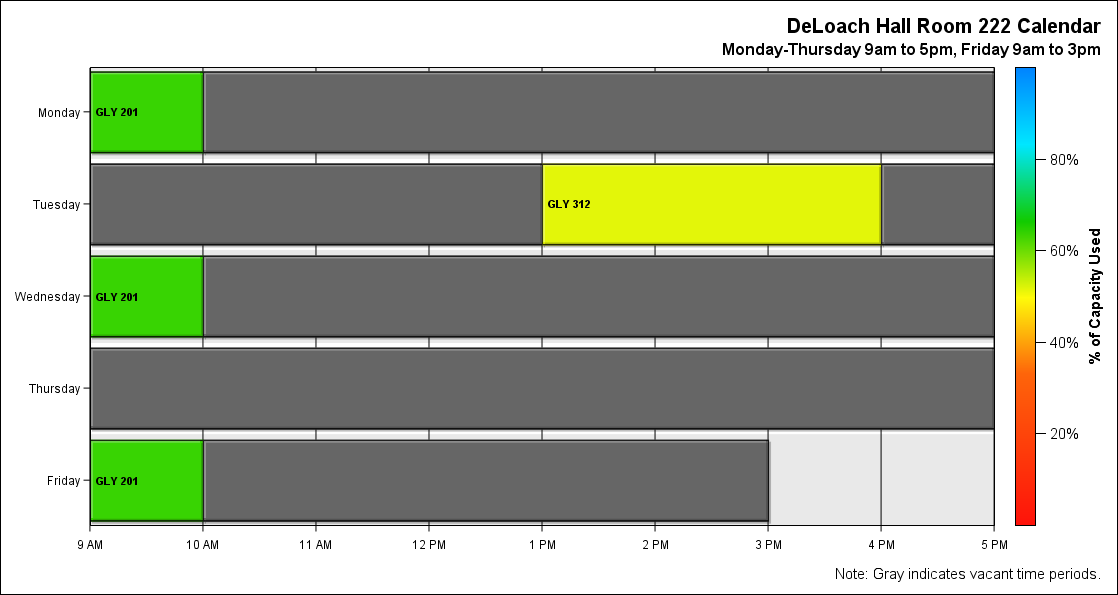 DeLoach Hall Room 222 Calendar
Monday-Thursday 9am to 5pm, Friday 9am to 3pm
Monday
GLY 201
Tuesday
GLY 312
Wednesday
GLY 201
Thursday
Friday
GLY 201
9 AM 10 AM 11 AM 12 PM 1 PM 2 PM 3 PM 4 PM 5 PM
80%
60%
40%
20%
% of Capacity Used
Note: Gray indicates vacant time periods.